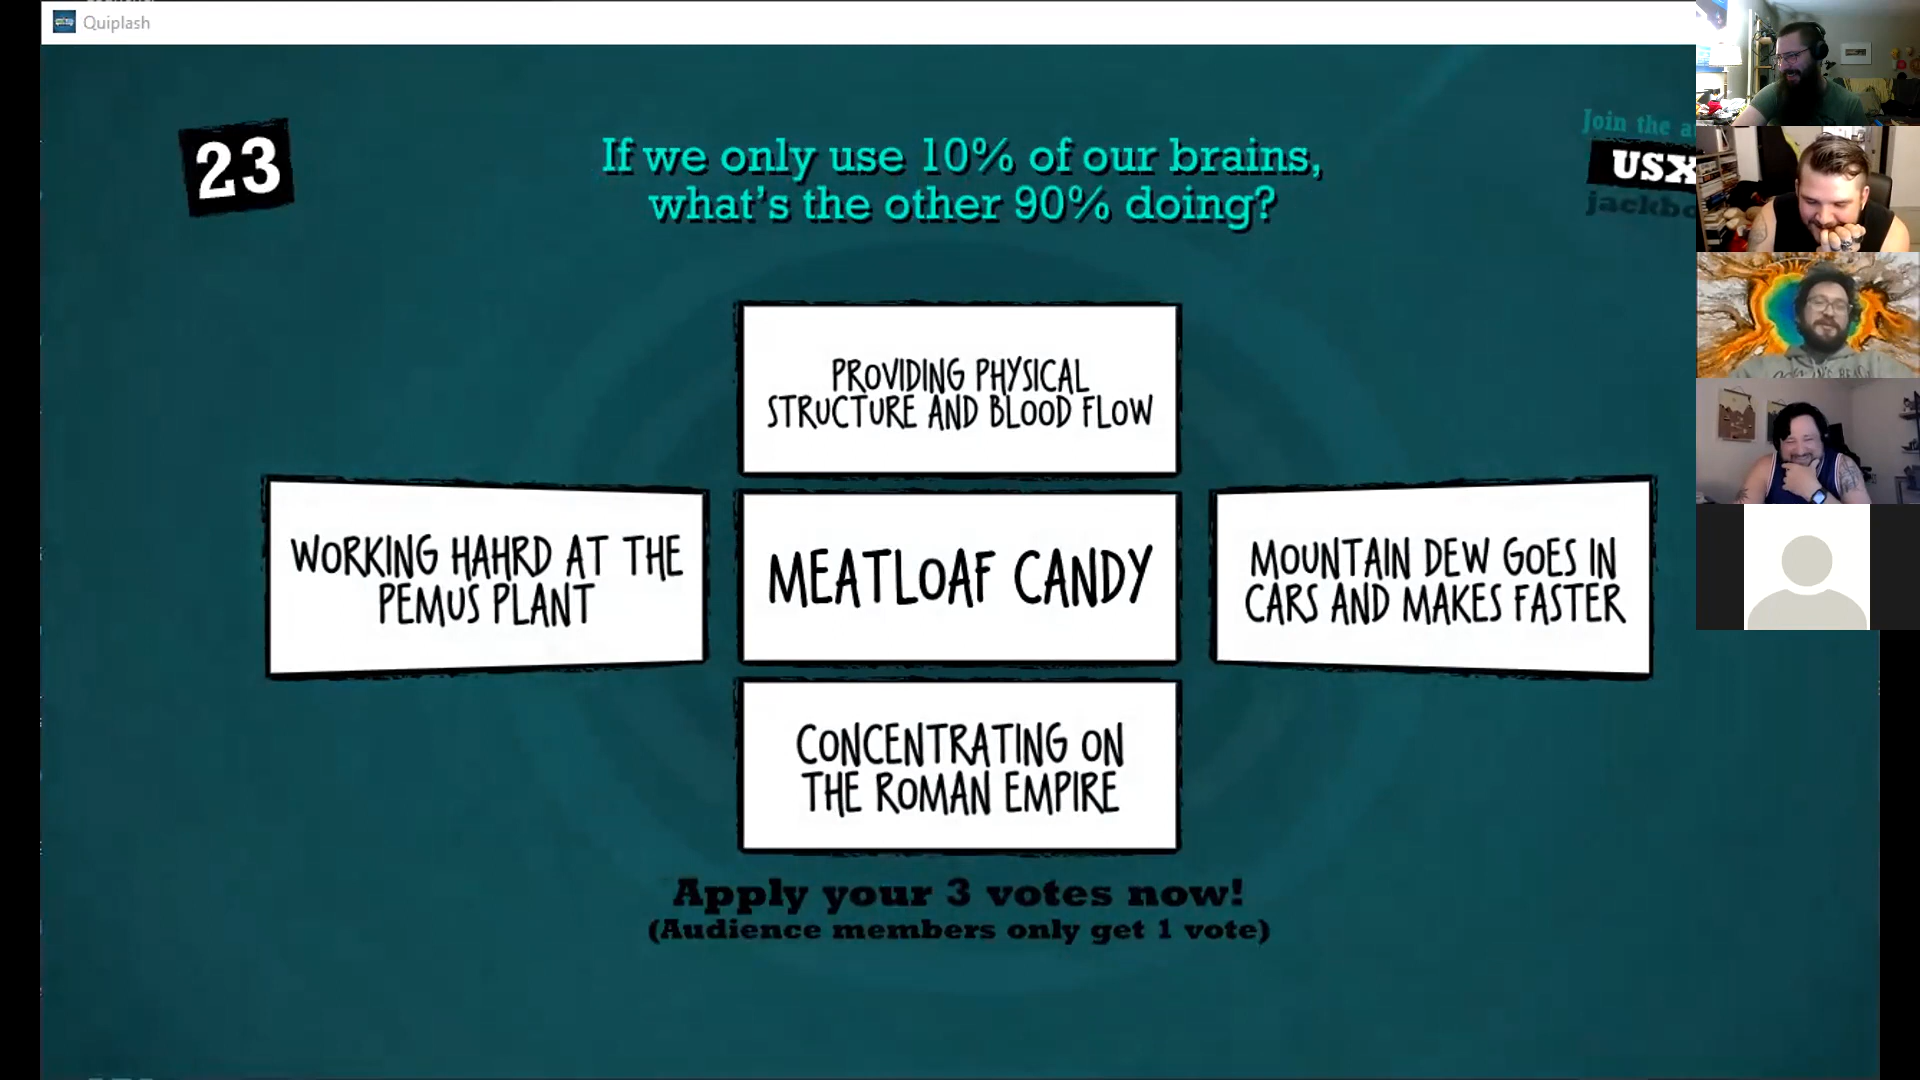 Quiplash
23
If we only use 10% of our brains,
what's the other 90% doing?
Join the a
USX
jackbo
PROVIDING PHYSICAL
STRUCTURE AND BLOOD FLOW
WORKING HAHRD AT THE
PEMUS PLANT
MEATLOAF CANDY
MOUNTAIN DEW GOES IN
CARS AND MAKES FASTER
CONCENTRATING ON
THE ROMAN EMPIRE
Apply your 3 votes now!
(Audience members only get 1 vote)